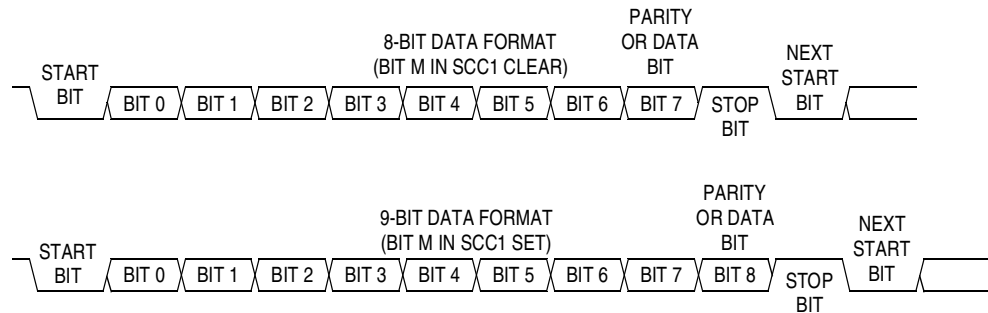 8-BIT DATA FORMAT
(BIT M IN SCC1 CLEAR)
PARITY
OR DATA
BIT
START
BIT
BIT 0
BIT 1
BIT 2
BIT 3
BIT 4
BIT 5
BIT 6
BIT 7
STOP
BIT
NEXT
START
BIT
9-BIT DATA FORMAT
(BIT M IN SCC1 SET)
PARITY
OR DATA
BIT
START
BIT
BIT 0
BIT 1
BIT 2
BIT 3
BIT 4
BIT 5
BIT 6
BIT 7
BIT 8
STOP
BIT
NEXT
START
BIT